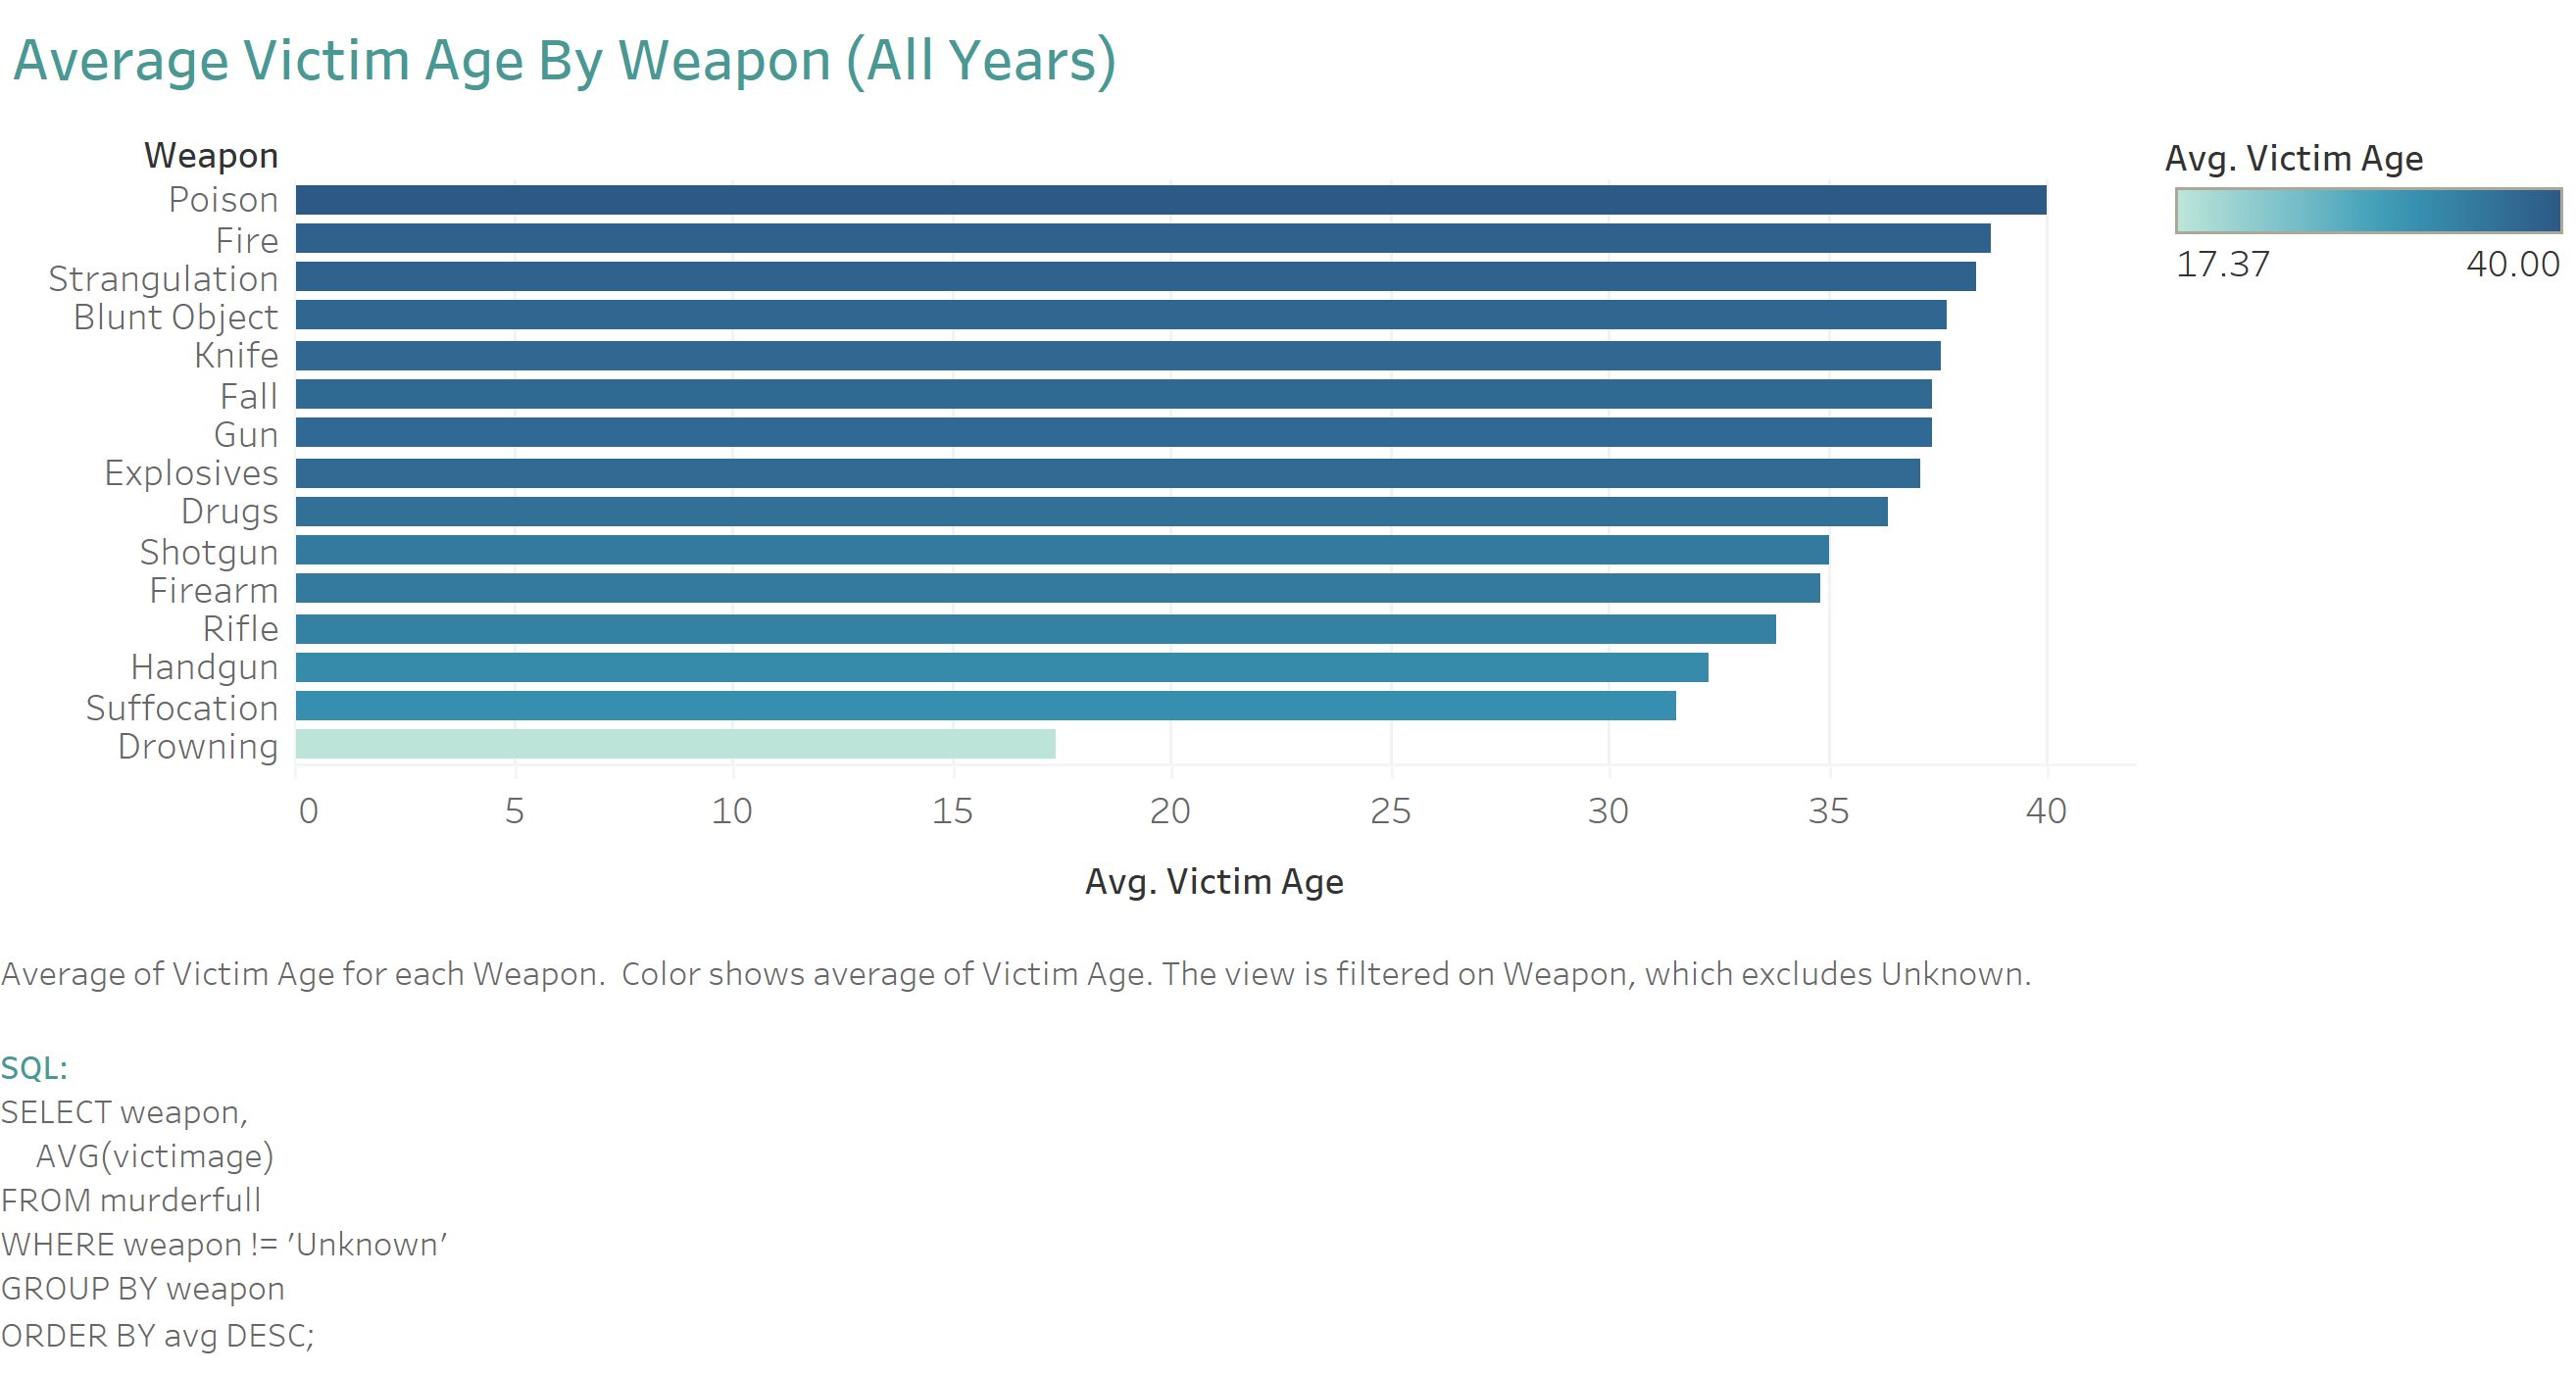 Average Victim Age By Weapon (All Years)
Weapon
Poison
Fire
Strangulation
Blunt Object
Knife
Fall
Gun
Explosives
Drugs
Shotgun
Firearm
Rifle
Handgun
Suffocation
Drowning
0 5 10 15 20 25 30 35 40
Avg. Victim Age
Avg. Victim Age
17.37 40.00
Average of Victim Age for each Weapon.  Color shows average of Victim Age. The view is filtered on Weapon, which excludes Unknown.
SQL:
SELECT weapon,
AVG(victimage)
FROM murderfull
WHERE weapon != 'Unknown'
GROUP BY weapon
ORDER BY avg DESC;